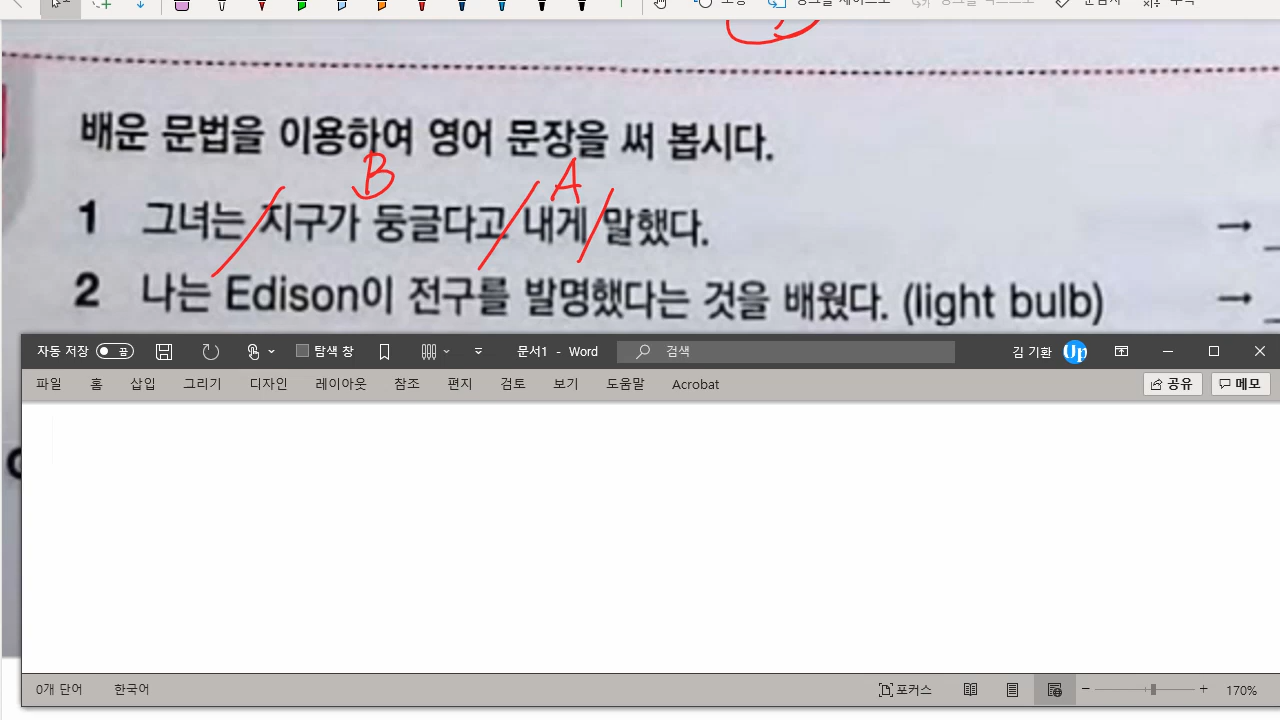 배운 문법을 이용하여 영어 문장을 써 봅시다.
B A
1 그녀는 지구가 둥글다고 내게 말했다. →
2 나는 Edison이 전구를 발명했다는 것을 배웠다. (light bulb) →
자동 저장 끔 탐색 창 문서1 - Word 검색 김 기환 Up
파일 홈 삽입 그리기 디자인 레이아웃 참조 편지 검토 보기 도움말 Acrobat 공유 메모
0개 단어 한국어 포커스 170%